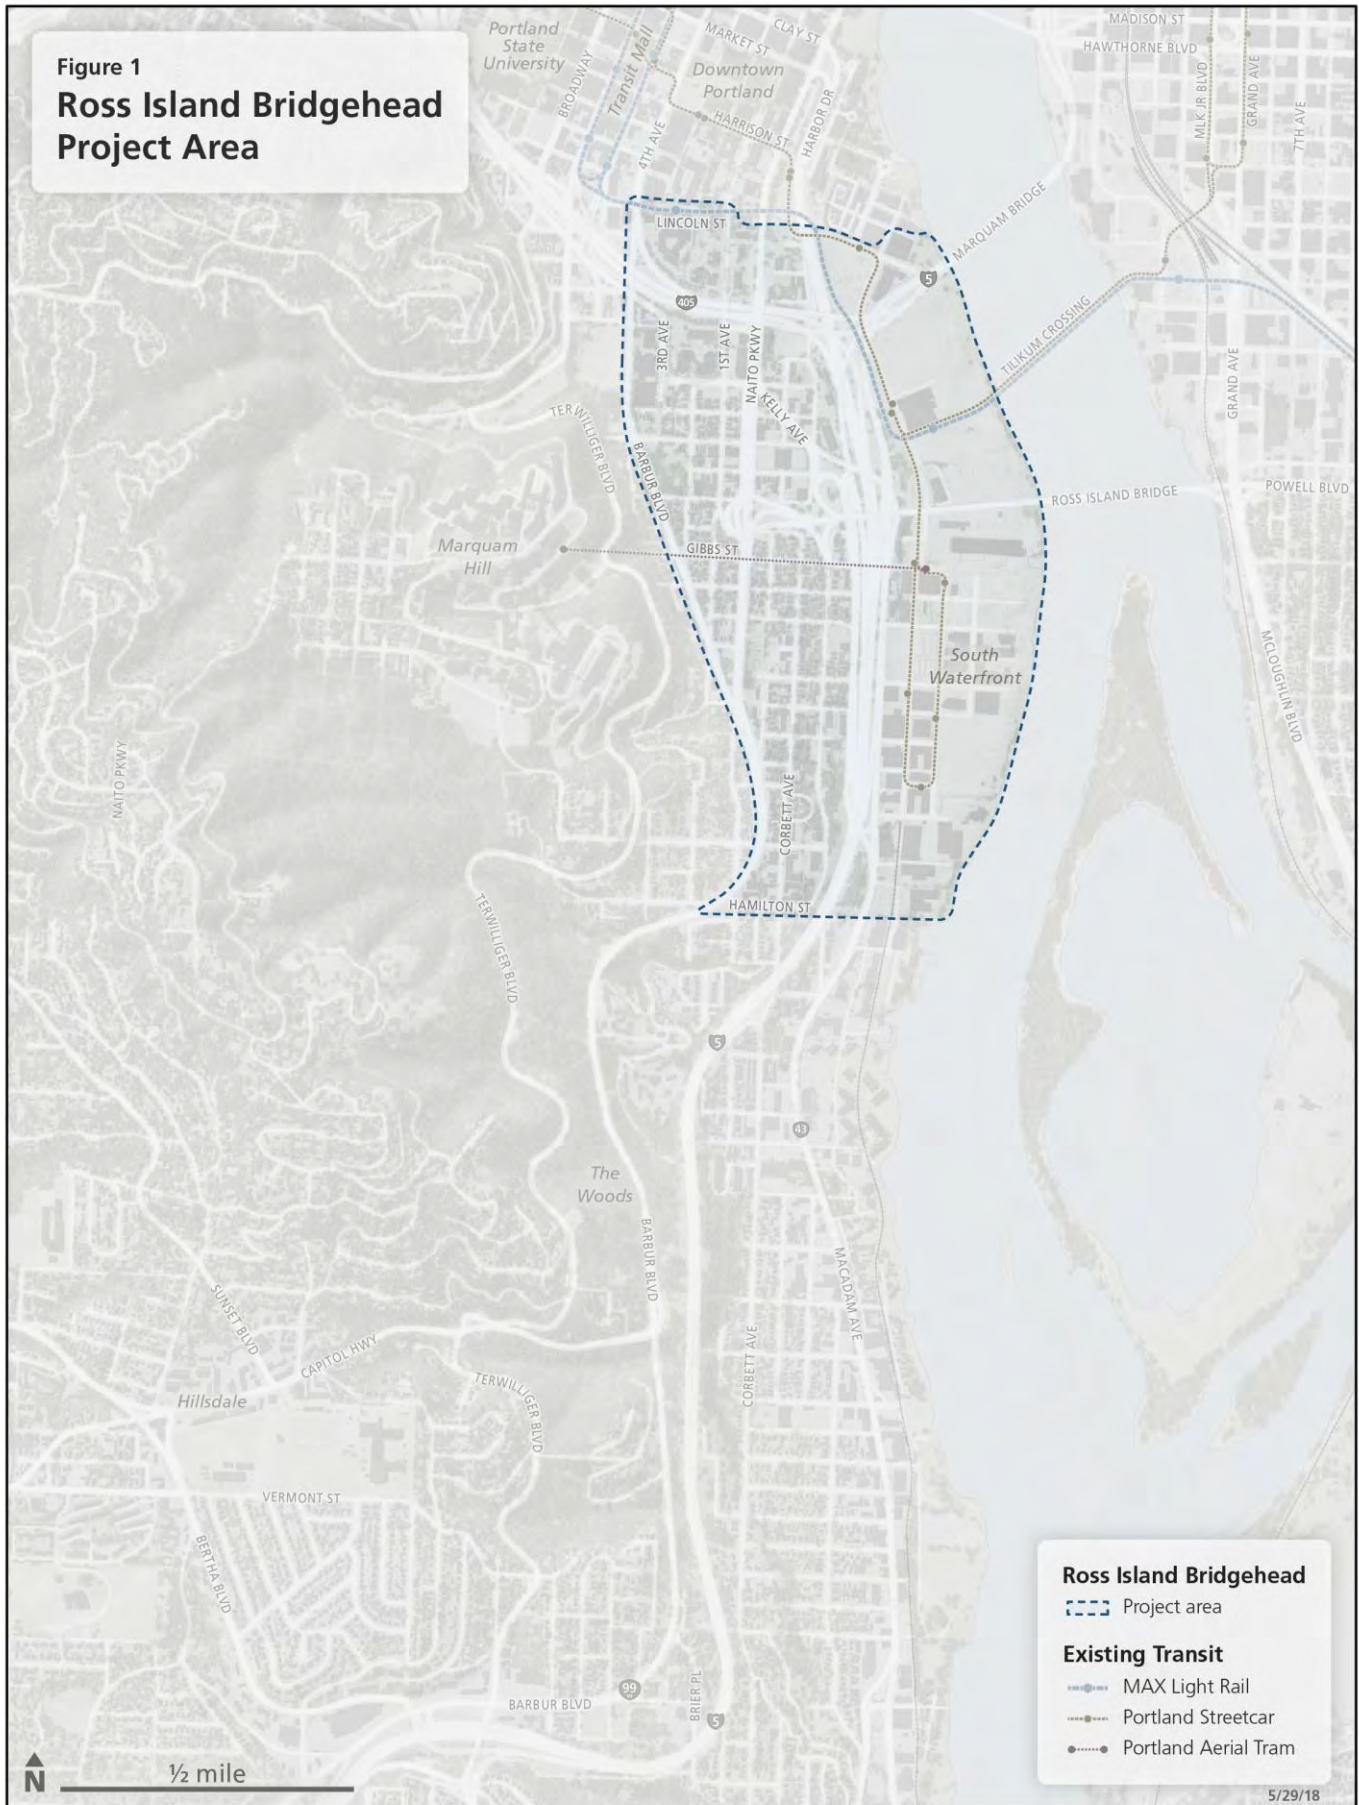 Figure 1
Ross Island Bridgehead
Project Area
Portland
State
University
BROADWAY
Transit Mall
4TH AVE
MARKET ST
CLAY ST
Downtown
Portland
HARRISON ST
HARBOR DR
MADISON ST
HAWTHORNE BLVD
MLK JR BLVD
GRAND AVE
7TH AVE
LINCOLN ST
MARQUAM BRIDGE
5
405
3RD AVE
1ST AVE
NAITO PKWY
KELLY AVE
TILIKUM CROSSING
GRAND AVE
TERWILLIGER BLVD
BARBUR BLVD
ROSS ISLAND BRIDGE
POWELL BLVD
Marquam
Hill
GIBBS ST
South
Waterfront
MCLOUGHLIN BLVD
NAITO PKWY
CORBETT AVE
HAMILTON ST
TERWILLIGER BLVD
5
43
The
Woods
BARBUR BLVD
MACADAM AVE
SUNSET BLVD
CAPITOL HWY
CORBETT AVE
Hillsdale
TERWILLIGER BLVD
VERMONT ST
BERTHA BLVD
99
W
BARBUR BLVD
BRIER PL
5
Ross Island Bridgehead
Project area
Existing Transit
MAX Light Rail
Portland Streetcar
Portland Aerial Tram
N
½ mile
5/29/18